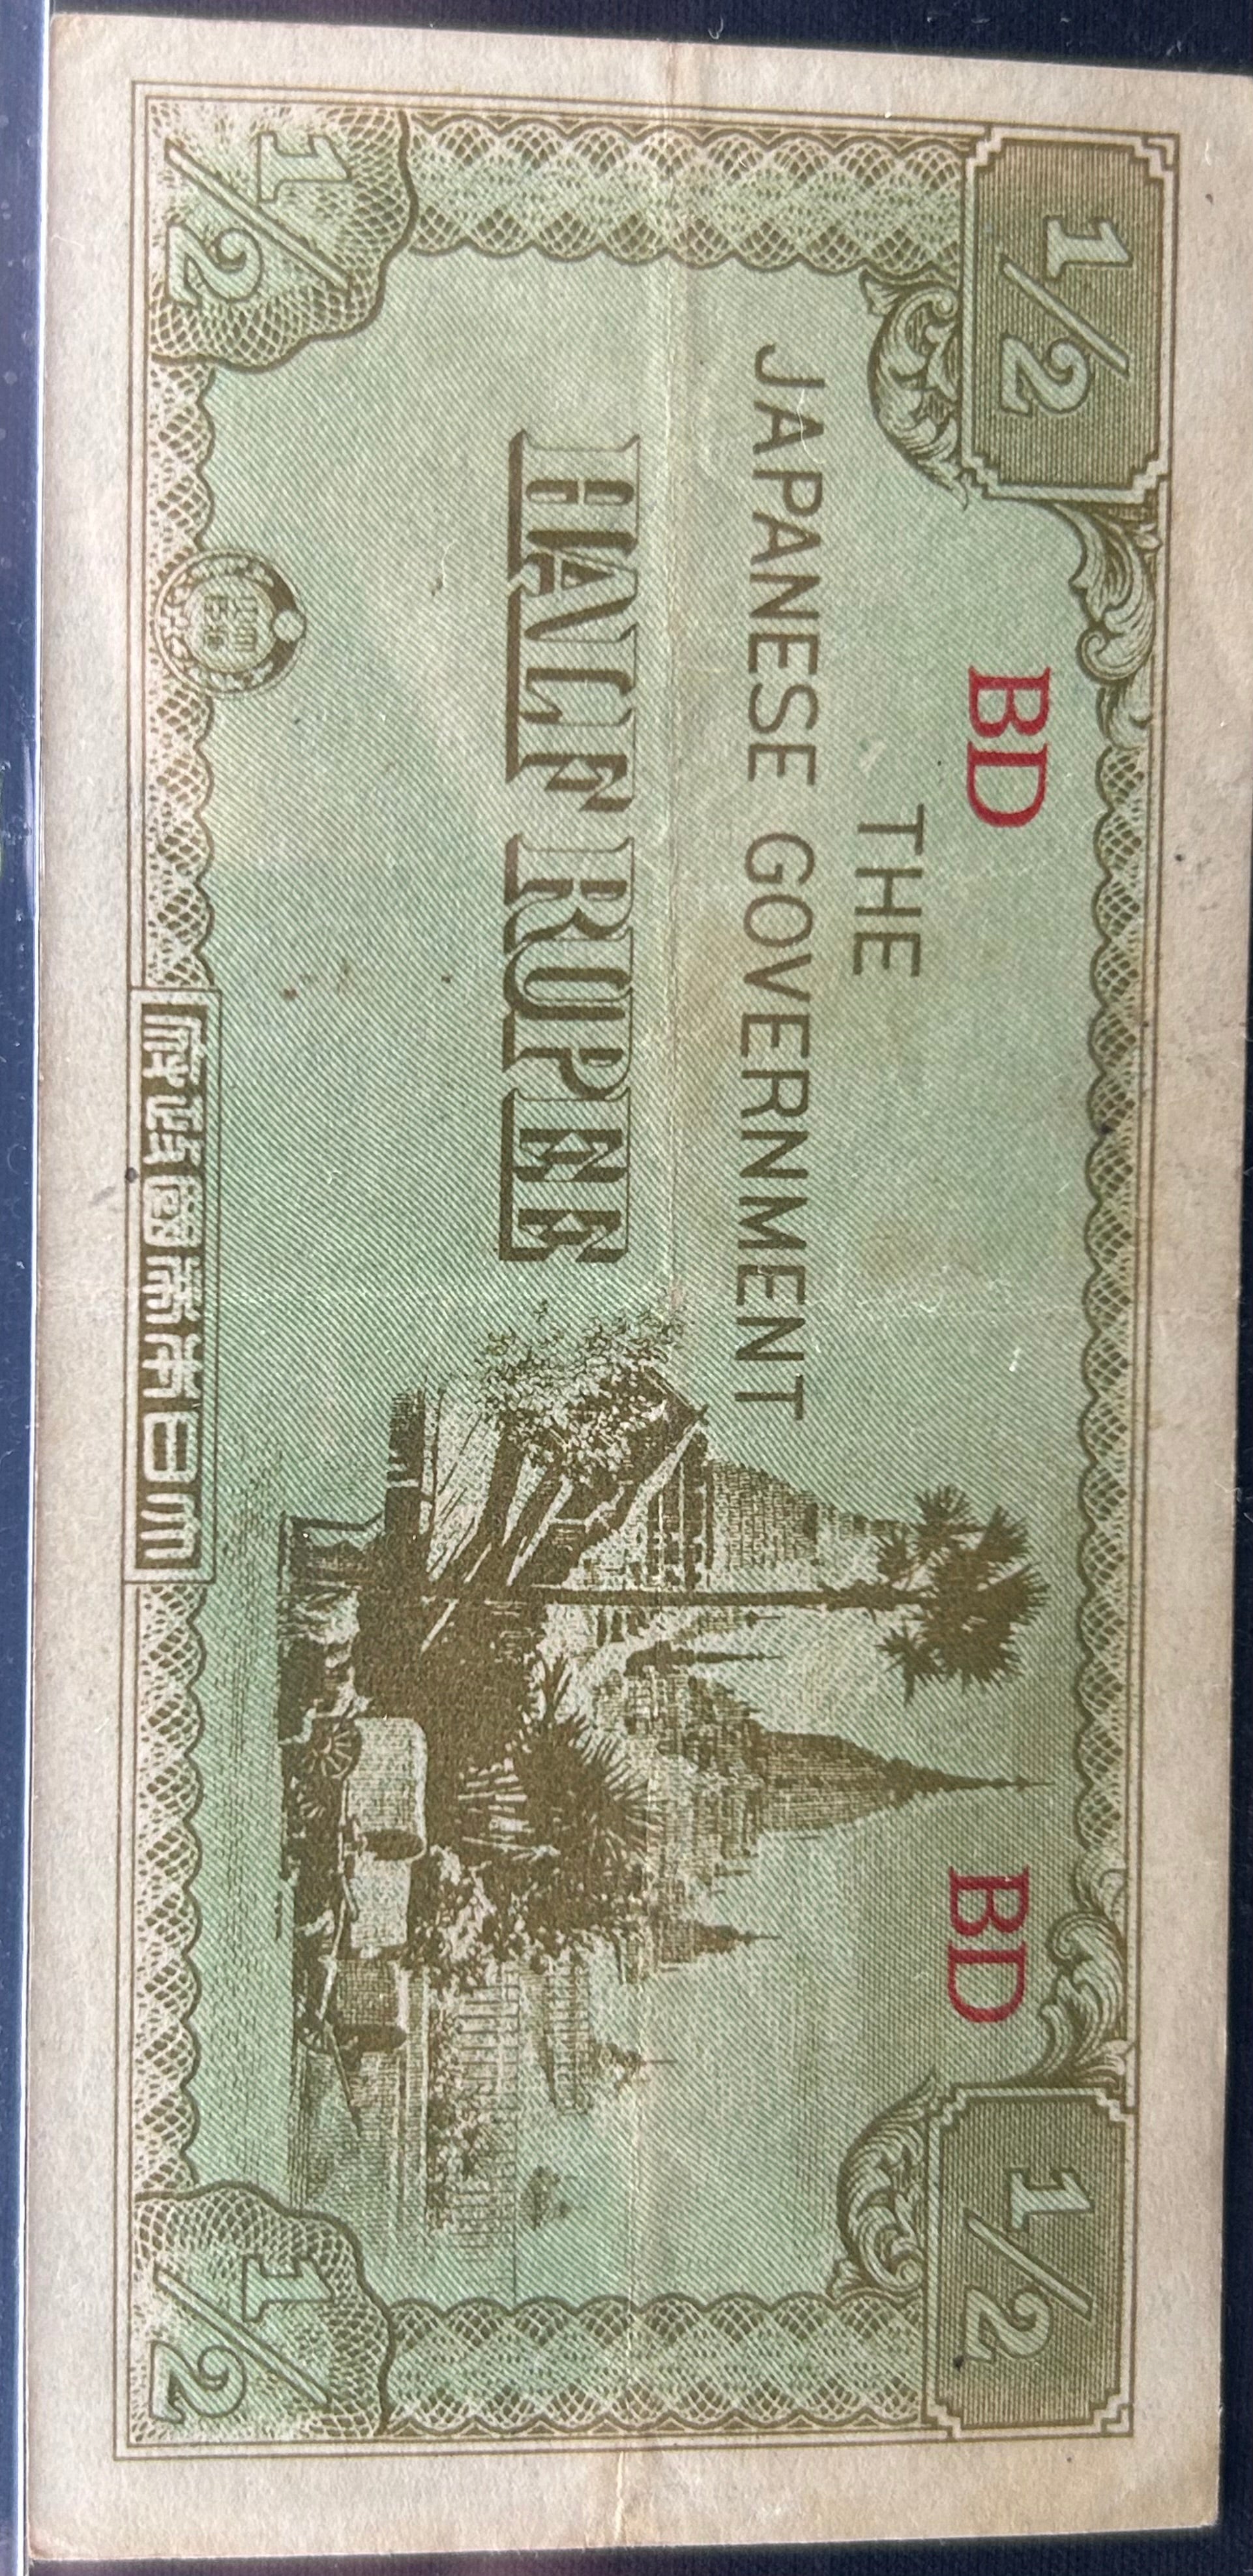 1/2 BD BD 1/2
THE
JAPANESE GOVERNMENT
HALF RUPEE
1/2 1/2
大日本帝國政府